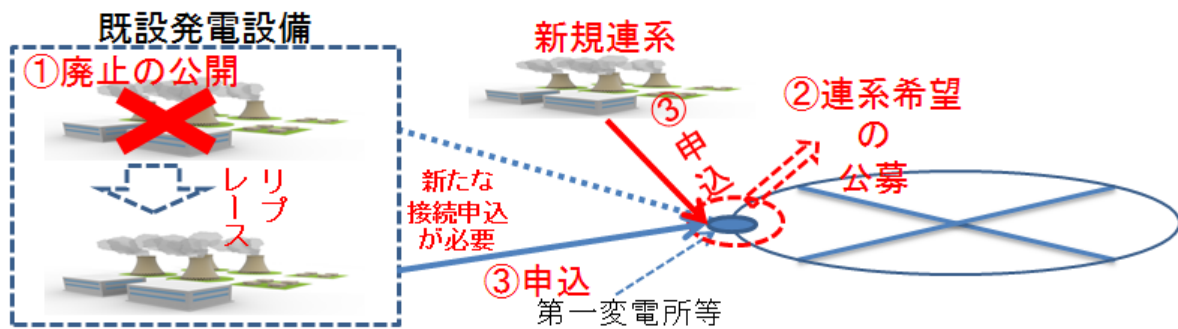 既設発電設備
①廃止の公開
リプ
レース
新たな
接続申込
が必要
③申込
新規連系
③
申
込
②連系希望
の
公募
第一変電所等